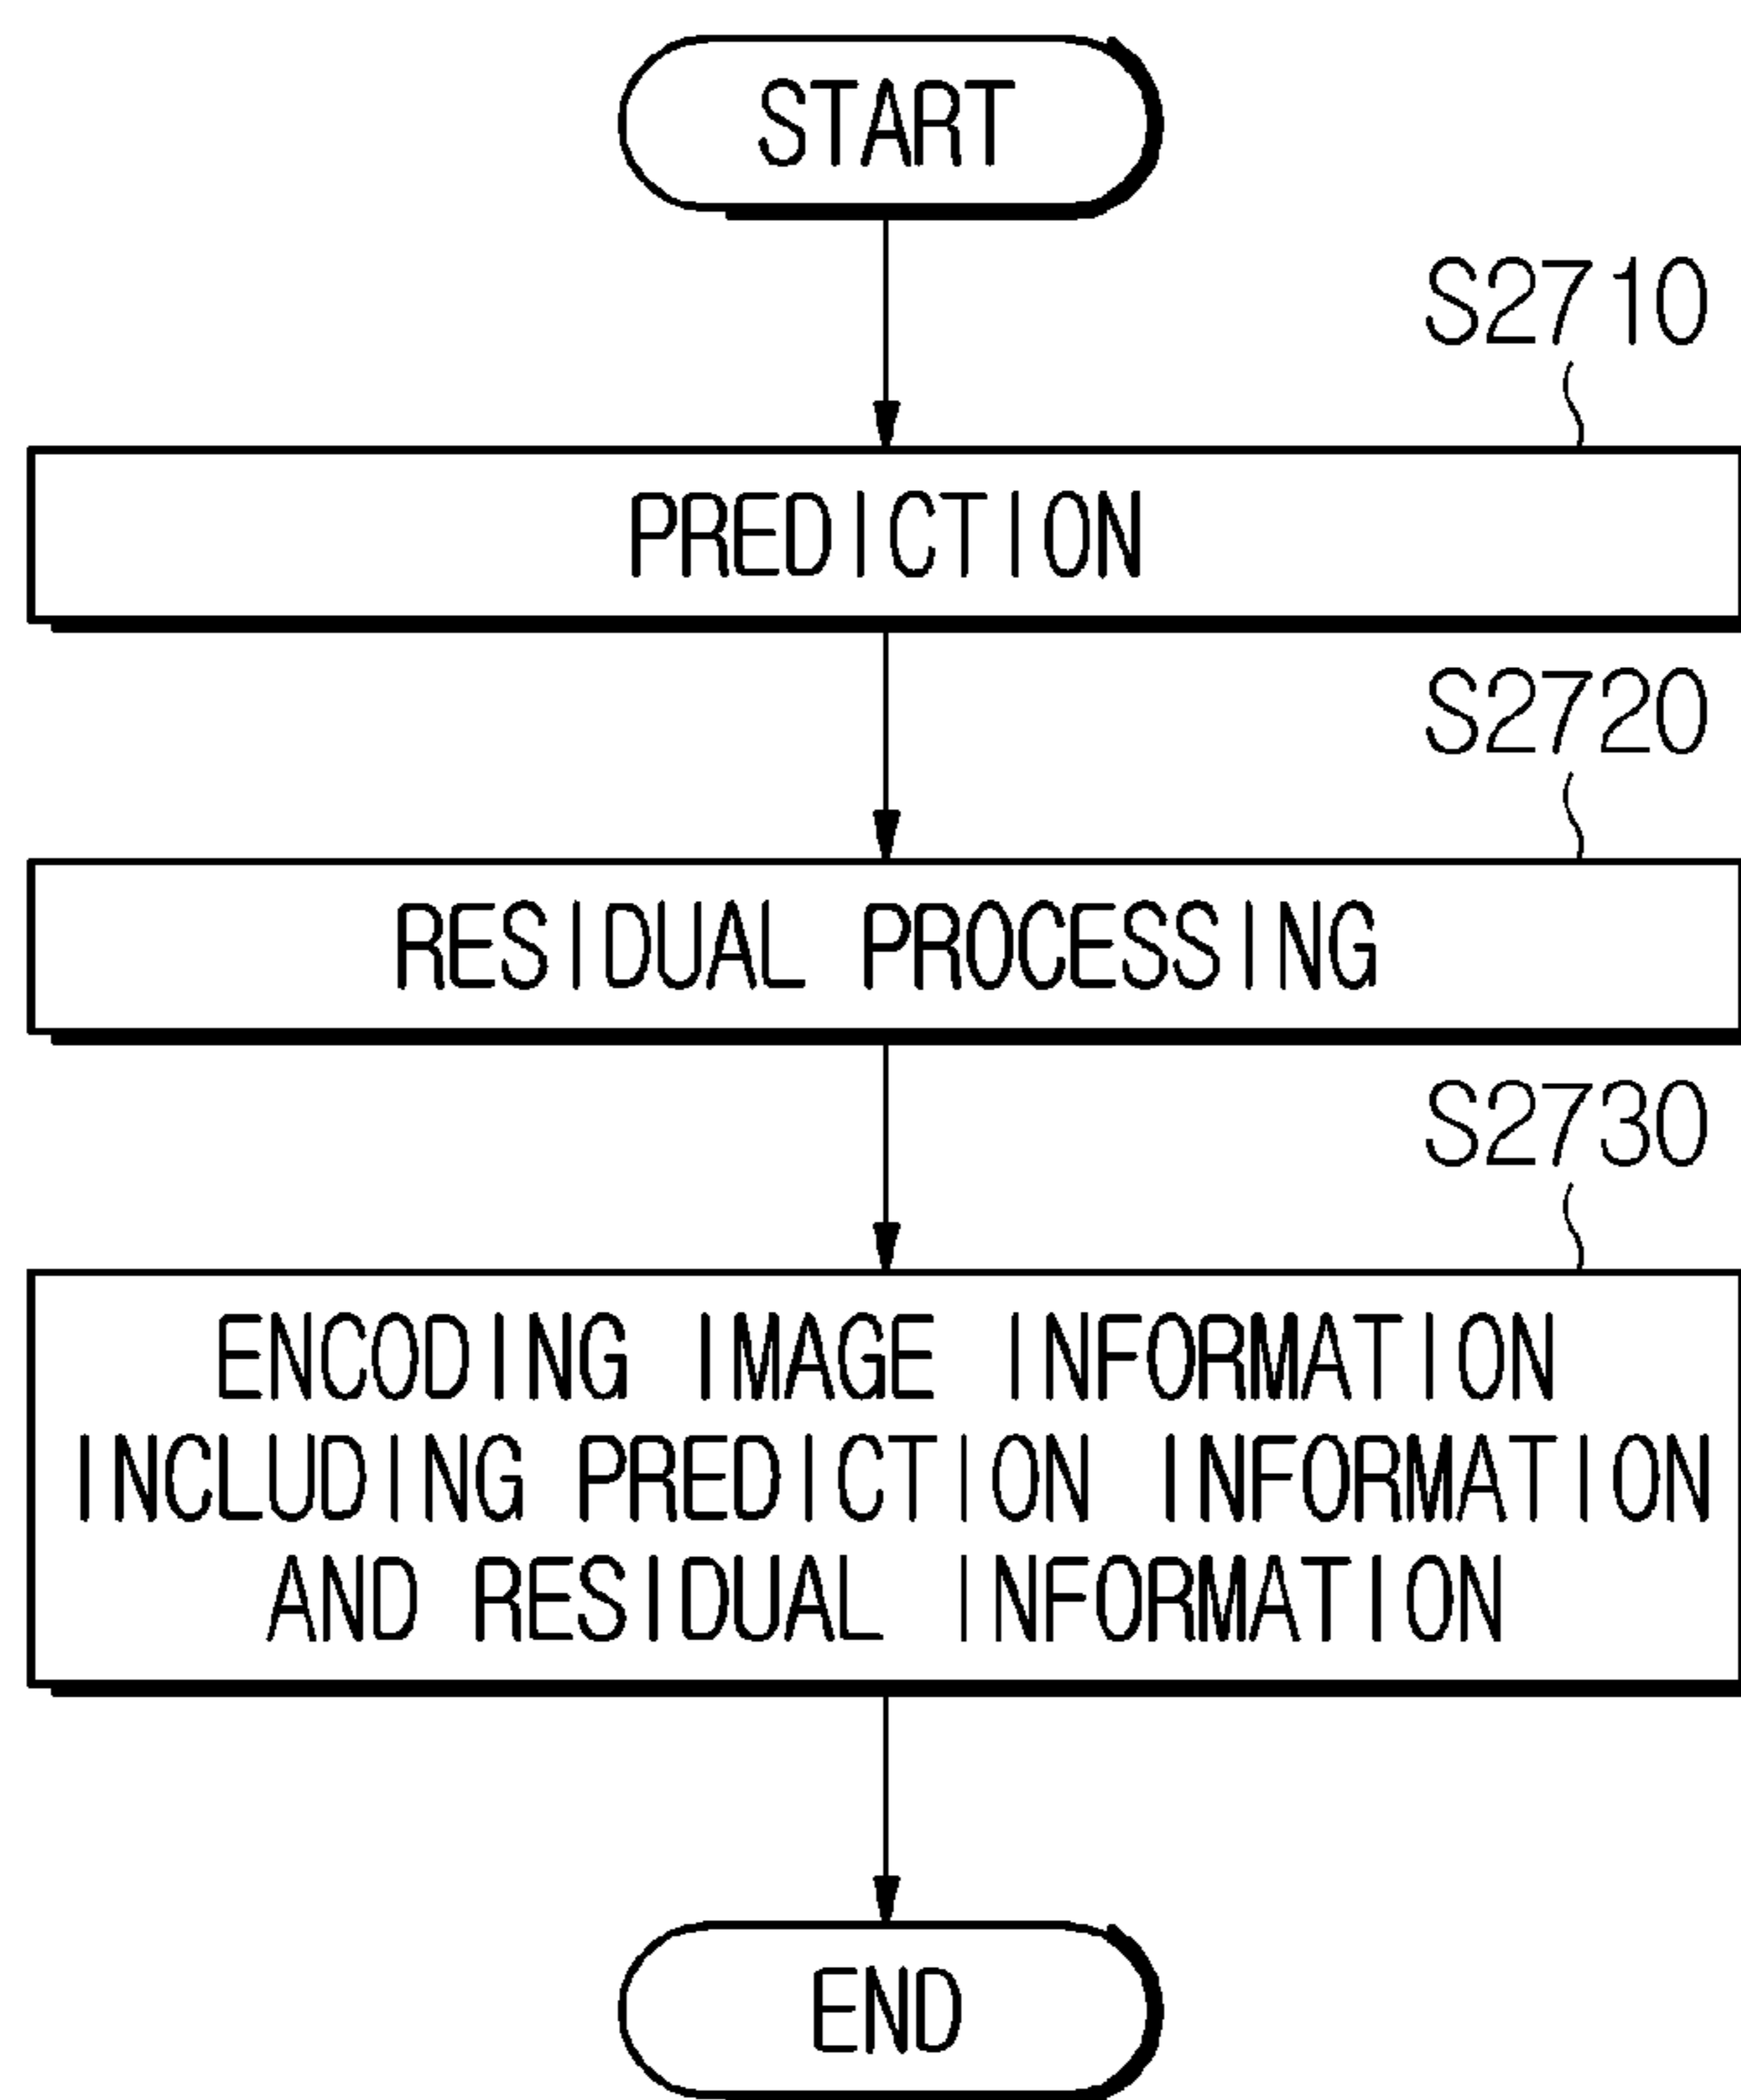 START
S2710
PREDICTION
S2720
RESIDUAL PROCESSING
S2730
ENCODING IMAGE INFORMATION
INCLUDING PREDICTION INFORMATION
AND RESIDUAL INFORMATION
END